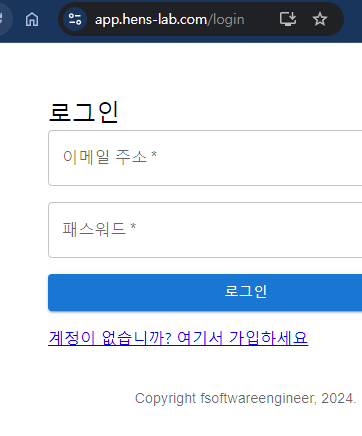 app.hens-lab.com/login
로그인
이메일 주소 *
패스워드 *
로그인
계정이 없습니까? 여기서 가입하세요
Copyright fsoftwareengineer, 2024.